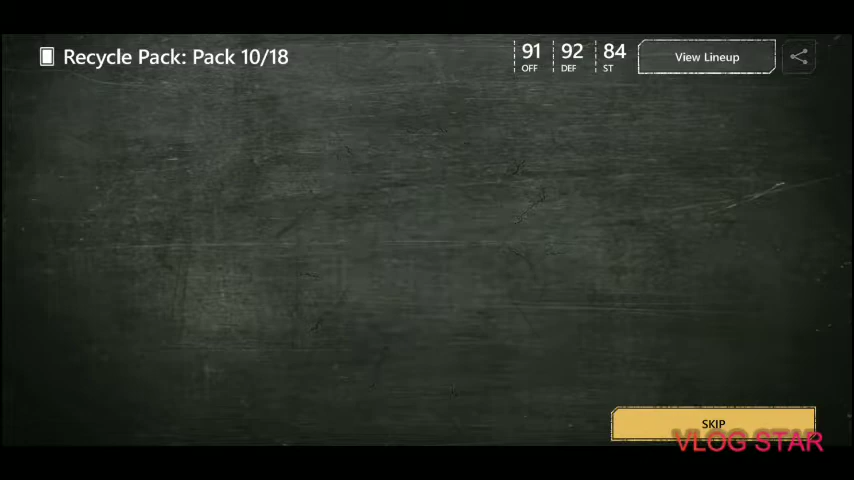 Recycle Pack: Pack 10/18
91 92 84
OFF DEF ST
View Lineup
SKIP
VLOG STAR